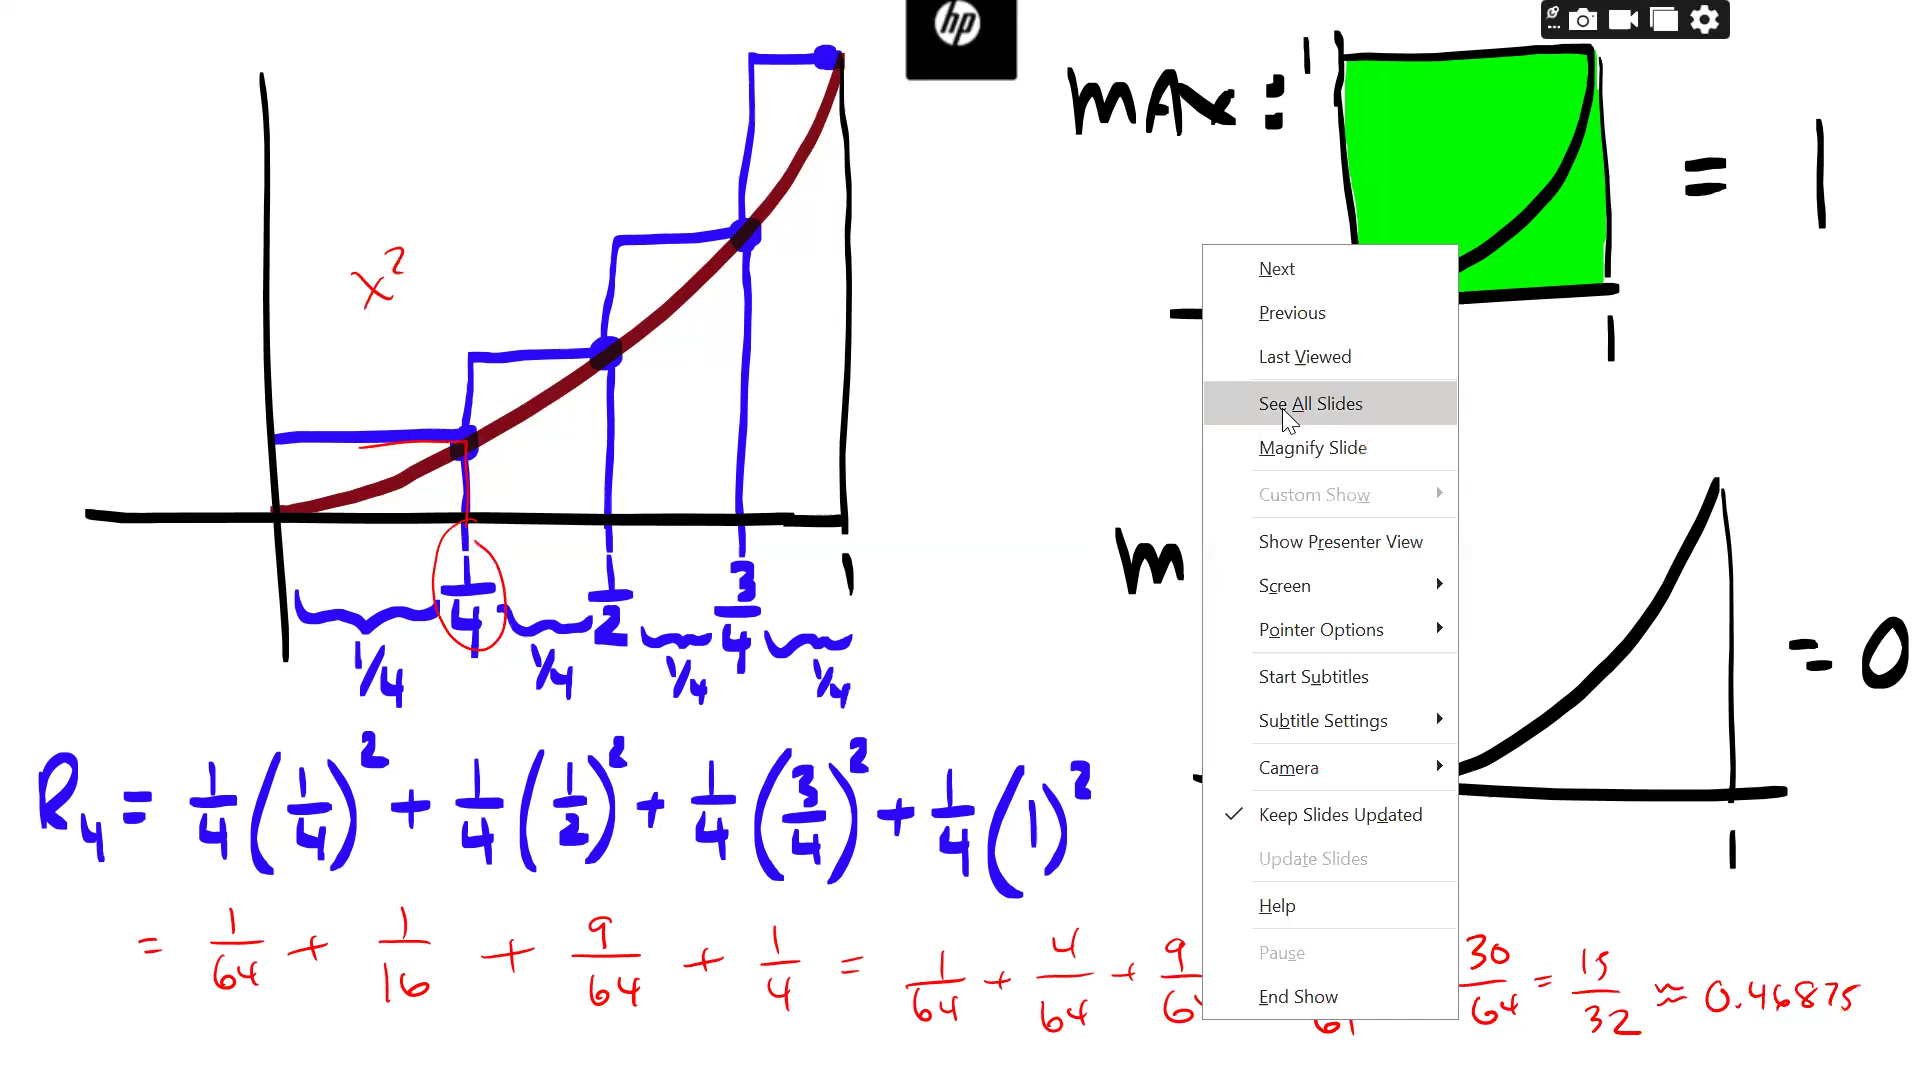 hp
MAX:
1
= 1
1
x²
Next
Previous
Last Viewed
See All Slides
Magnify Slide
Custom Show
Show Presenter View
Screen
Pointer Options
Start Subtitles
Subtitle Settings
Camera
Keep Slides Updated
Update Slides
Help
Pause
End Show
m
= 0
1
1/4 1/2 3/4 1
1/4 1/4 1/4 1/4
R₄ = 1/4 (1/4)² + 1/4 (1/2)² + 1/4 (3/4)² + 1/4 (1)²
= 1/64 + 1/16 + 9/64 + 1/4 = 1/64 + 4/64 + 9/6 30/64 = 15/32 ≈ 0.46875